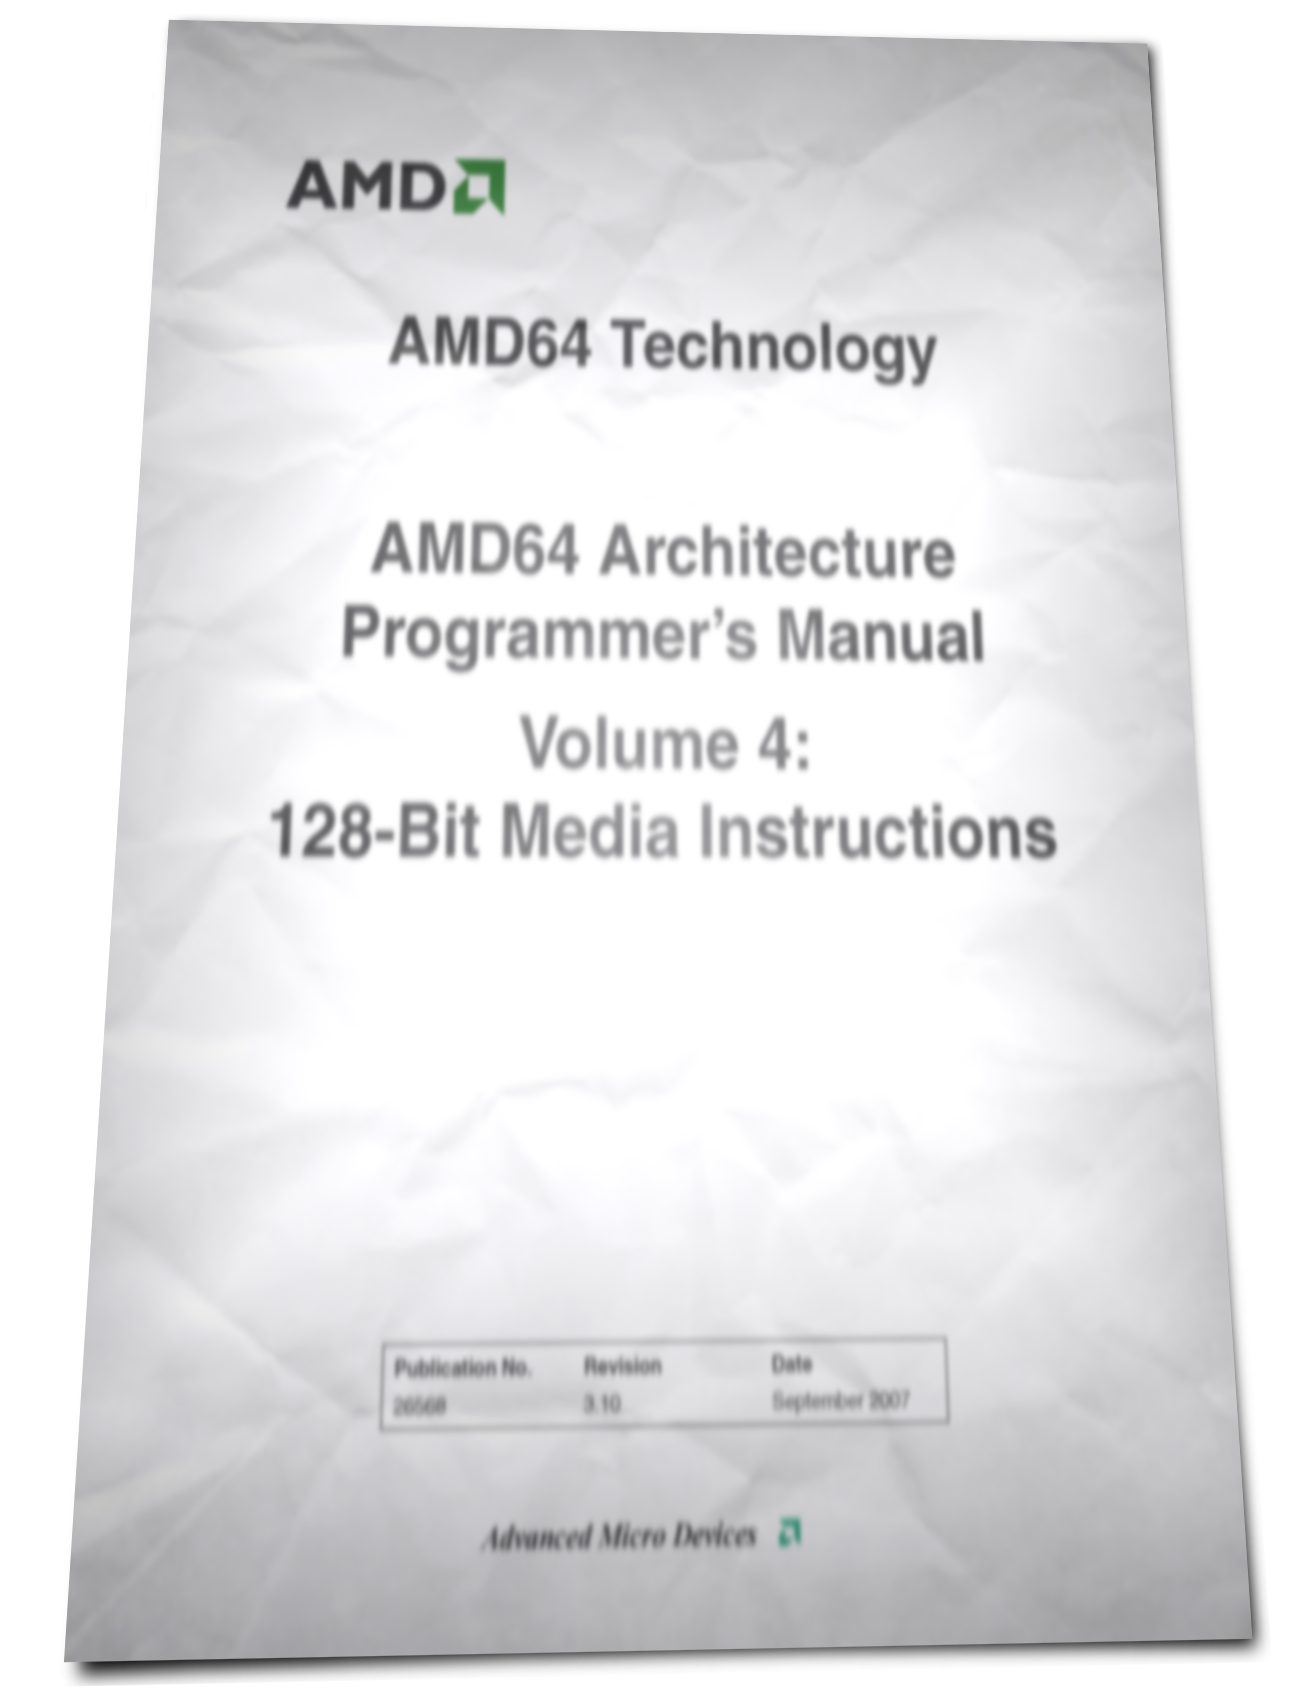 AMD
AMD64 Technology
AMD64 Architecture
Programmer's Manual
Volume 4:
128-Bit Media Instructions
Publication No. Revision Date
26568 3.10 September 2007
Advanced Micro Devices